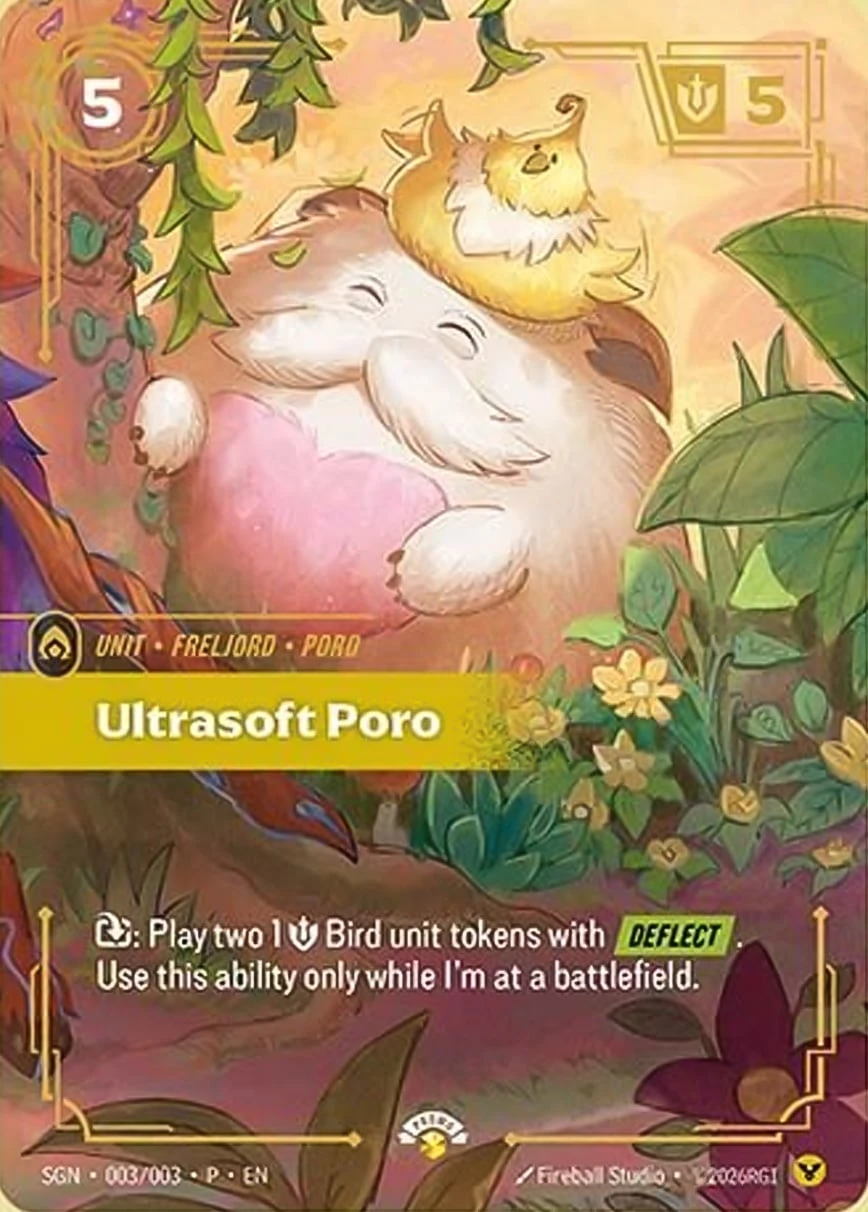 5
5
UNIT • FRELJORD • PORO
Ultrasoft Poro
: Play two 1 Bird unit tokens with DEFLECT .
Use this ability only while I'm at a battlefield.
PROMO
SGN • 003/003 • P • EN
Fireball Studio • ©2026RGI